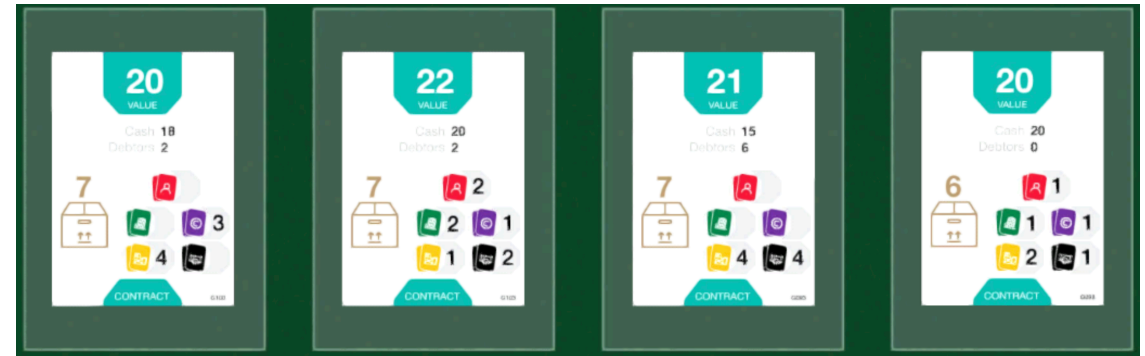 20
VALUE
Cash 18
Debtors 2
7
3
4
CONTRACT
22
VALUE
Cash 20
Debtors 2
7
2
2 © 1
1 2
CONTRACT
21
VALUE
Cash 15
Debtors 6
7
4 4
CONTRACT
20
VALUE
Cash 20
Debtors 0
6
1
1 © 1
2 1
CONTRACT